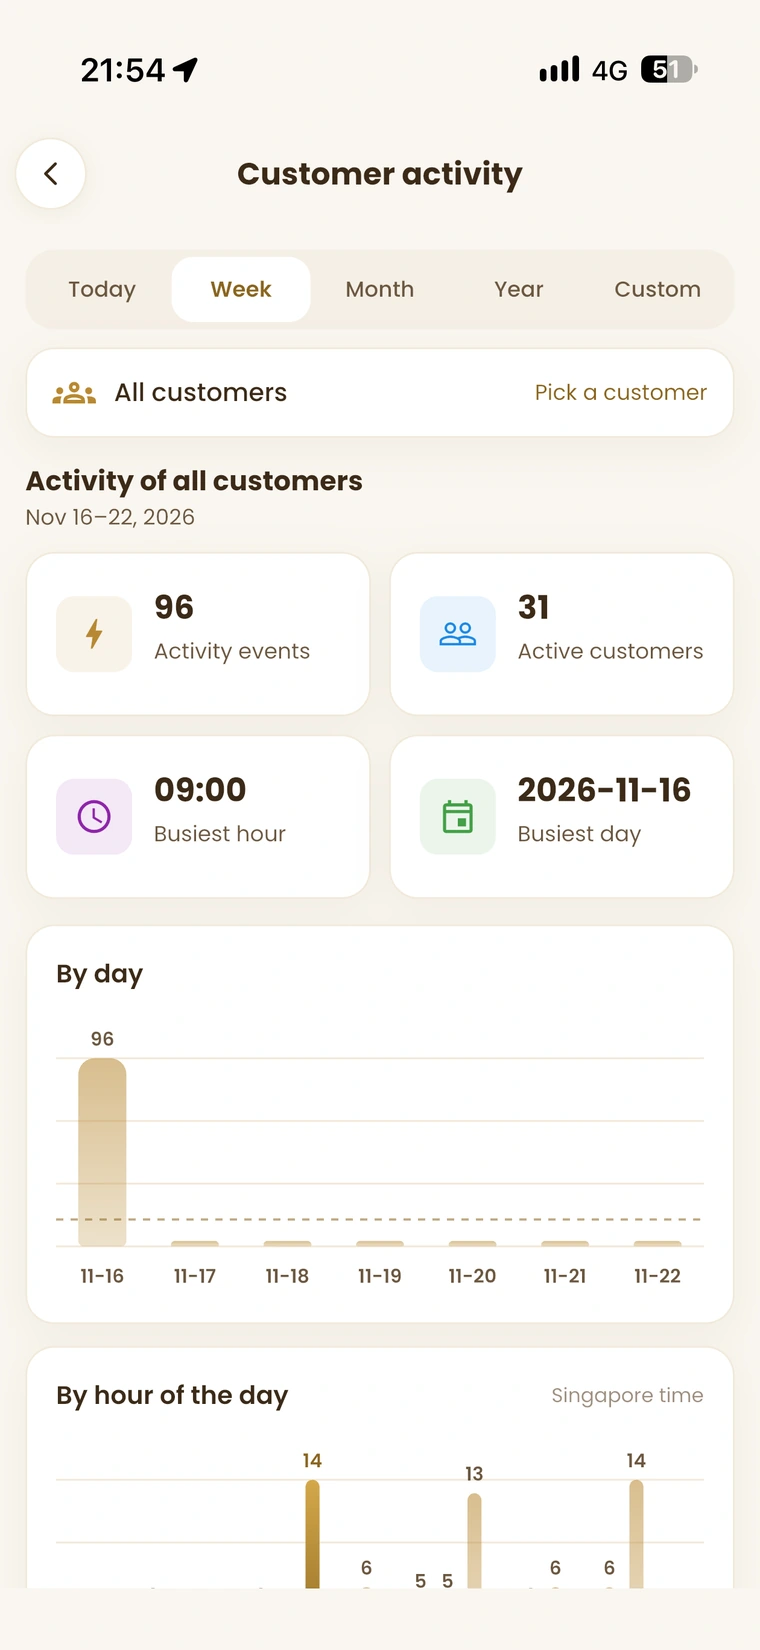 21:54
4G
51
Customer activity
Today
Week
Month
Year
Custom
All customers
Pick a customer
Activity of all customers
Nov 16–22, 2026
96
Activity events
31
Active customers
09:00
Busiest hour
2026-11-16
Busiest day
By day
96
11-16
11-17
11-18
11-19
11-20
11-21
11-22
By hour of the day
Singapore time
14
13
14
6
5
5
6
6